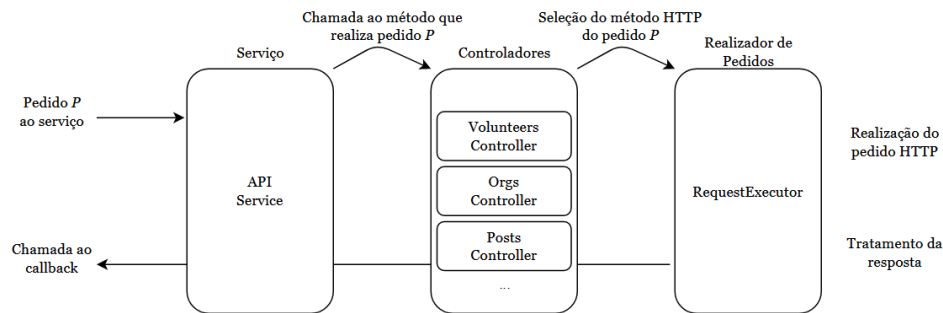 Chamada ao método que
realiza pedido P
Seleção do método HTTP
do pedido P
Serviço
Controladores
Realizador de
Pedidos
Pedido P
ao serviço
API
Service
Volunteers
Controller
Orgs
Controller
Posts
Controller
...
RequestExecutor
Realização do
pedido HTTP
Chamada ao
callback
Tratamento da
resposta